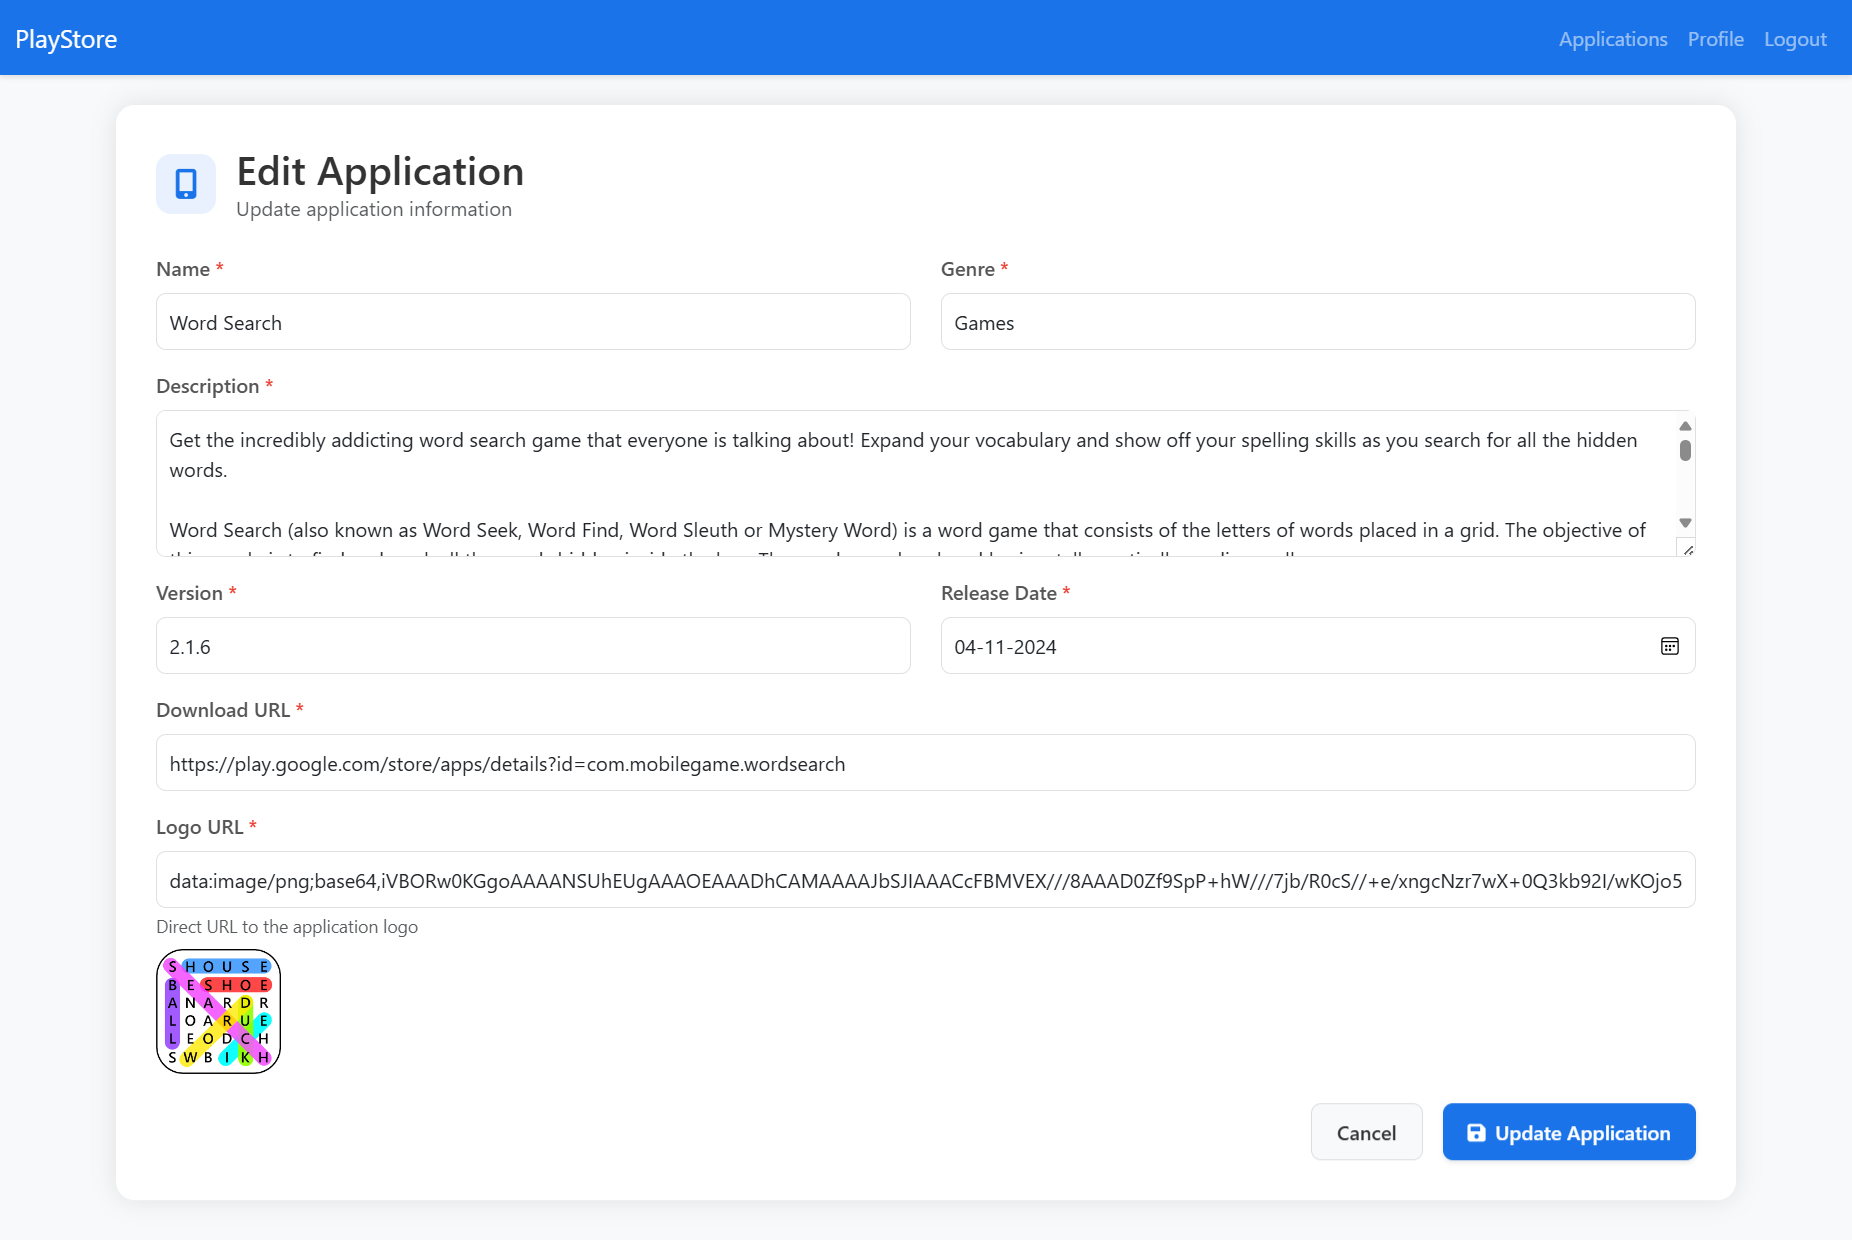 PlayStore
Applications Profile Logout
Edit Application
Update application information
Name *
Genre *
Word Search
Games
Description *
Get the incredibly addicting word search game that everyone is talking about! Expand your vocabulary and show off your spelling skills as you search for all the hidden
words.
Word Search (also known as Word Seek, Word Find, Word Sleuth or Mystery Word) is a word game that consists of the letters of words placed in a grid. The objective of
Version *
Release Date *
2.1.6
04-11-2024
Download URL *
https://play.google.com/store/apps/details?id=com.mobilegame.wordsearch
Logo URL *
data:image/png;base64,iVBORw0KGgoAAAANSUhEUgAAAOEAAADhCAMAAAAJbSJIAAACcFBMVEX///8AAAD0Zf9SpP+hW///7jb/R0cS//+e/xngcNzr7wX+0Q3kb92I/wKOjo5
Direct URL to the application logo
S H O U S E
B E S H O E
A N A R D R
L O A R U E
L E O D C H
S W B I K H
Cancel
Update Application